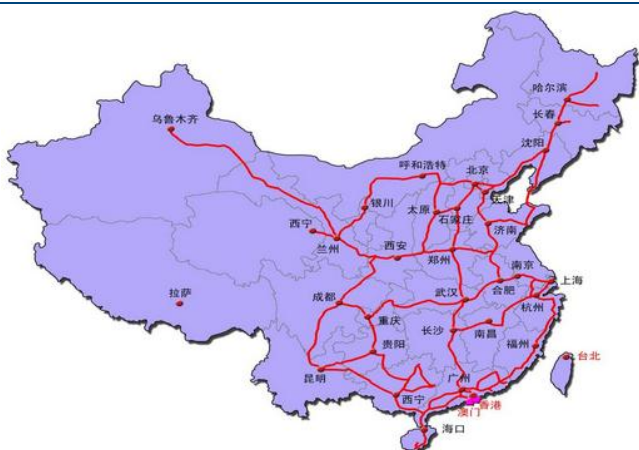 哈尔滨
长春
乌鲁木齐
沈阳
呼和浩特
北京
天津
银川
太原
石家庄
西宁
济南
兰州
西安
郑州
南京
上海
拉萨
成都
武汉
合肥
杭州
重庆
长沙
南昌
贵阳
福州
台北
昆明
广州
西宁
香港
澳门
海口